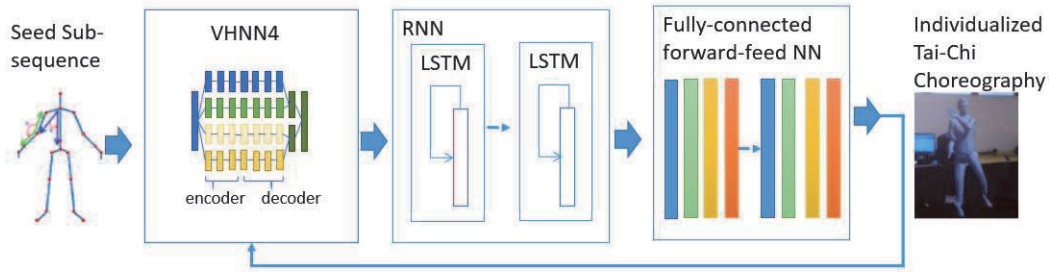 Seed Sub-
sequence
VHNN4
encoder
decoder
RNN
LSTM
LSTM
Fully-connected
forward-feed NN
Individualized
Tai-Chi
Choreography